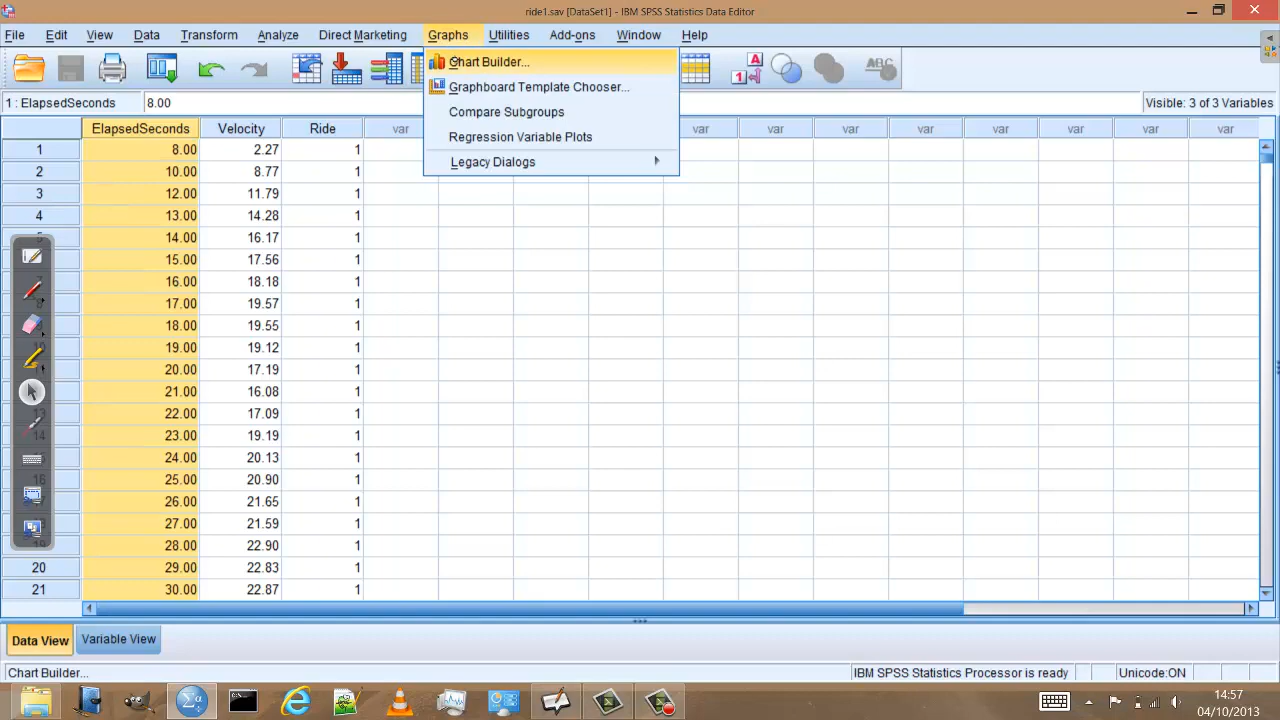 ride1.sav [DataSet1] - IBM SPSS Statistics Data Editor
File Edit View Data Transform Analyze Direct Marketing Graphs Utilities Add-ons Window Help
Chart Builder...
Graphboard Template Chooser...
Compare Subgroups
Regression Variable Plots
Legacy Dialogs
1 : ElapsedSeconds 8.00 Visible: 3 of 3 Variables
ElapsedSeconds Velocity Ride var var var var var var var var var
1 8.00 2.27 1
2 10.00 8.77 1
3 12.00 11.79 1
4 13.00 14.28 1
14.00 16.17 1
15.00 17.56 1
16.00 18.18 1
17.00 19.57 1
18.00 19.55 1
19.00 19.12 1
20.00 17.19 1
21.00 16.08 1
13 22.00 17.09 1
14 23.00 19.19 1
24.00 20.13 1
16 25.00 20.90 1
26.00 21.65 1
27.00 21.59 1
19 28.00 22.90 1
20 29.00 22.83 1
21 30.00 22.87 1
Data View Variable View
Chart Builder... IBM SPSS Statistics Processor is ready Unicode:ON
14:57
04/10/2013